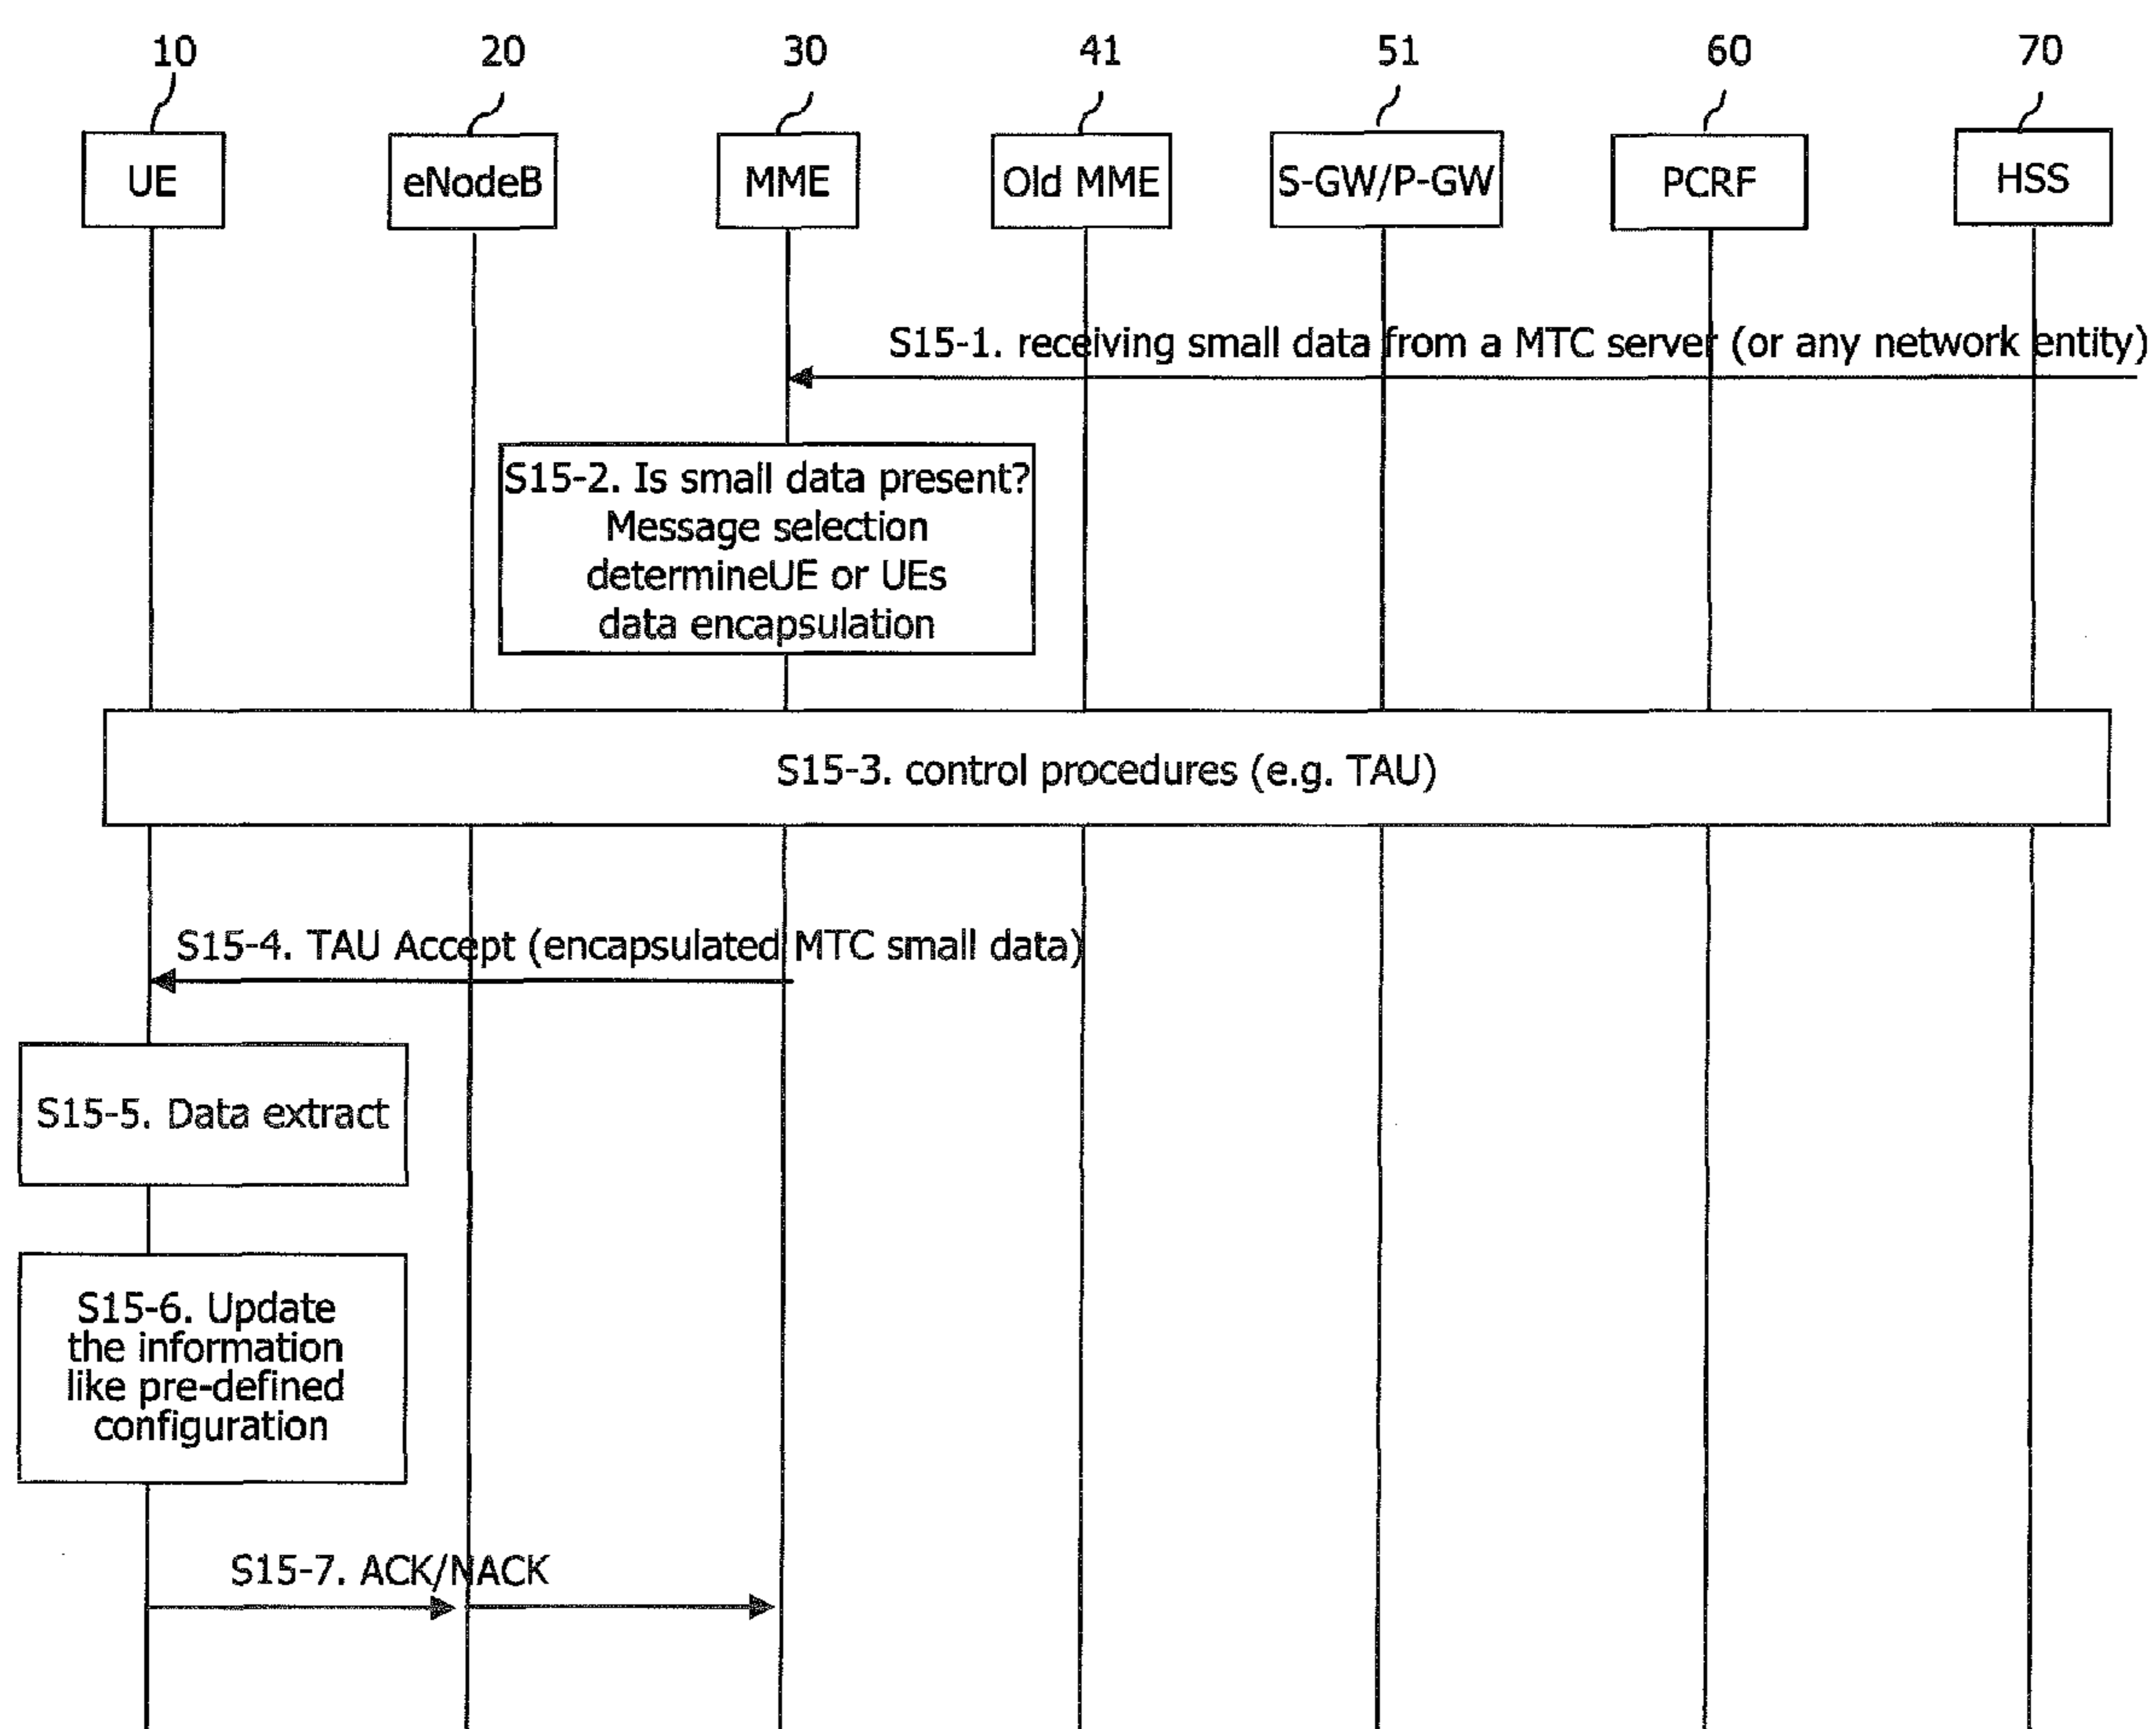 10 20 30 41 51 60 70
UE eNodeB MME Old MME S-GW/P-GW PCRF HSS
S15-1. receiving small data from a MTC server (or any network entity)
S15-2. Is small data present?
Message selection
determineUE or UEs
data encapsulation
S15-3. control procedures (e.g. TAU)
S15-4. TAU Accept (encapsulated MTC small data)
S15-5. Data extract
S15-6. Update
the information
like pre-defined
configuration
S15-7. ACK/NACK